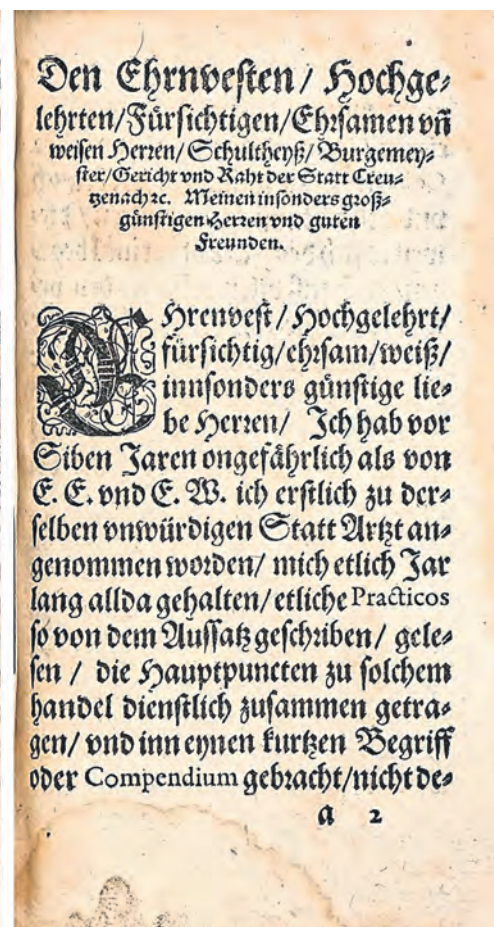 Den Ehrnvesten / Hochge⸗
lehrten/Fürsichtigen/Ehrsamen vñ
weisen Herren/ Schultheyß/ Burgemey⸗
ster/Gericht vnd Raht der Statt Creu⸗
tzenach ꝛc. Meinen insonders groß⸗
günstigen Herren vnd guten
Freunden.
EHrenvest / Hochgelehrt/
fürsichtig/ehrsam/weiß/
innsonders günstige lie⸗
be Herren/ Ich hab vor
Siben Jaren ongefährlich als von
E. E. vnd E. W. ich erstlich zu der⸗
selben vnwürdigen Statt Artzt an⸗
genommen worden/ mich etlich Jar
lang allda gehalten/ etliche Practicos
so von dem Aussatz geschriben/ gele⸗
sen / die Hauptpuncten zu solchem
handel dienstlich zusammen getra⸗
gen/ vnd inn eynen kurtzen Begriff
oder Compendium gebracht/nicht de⸗
a 2